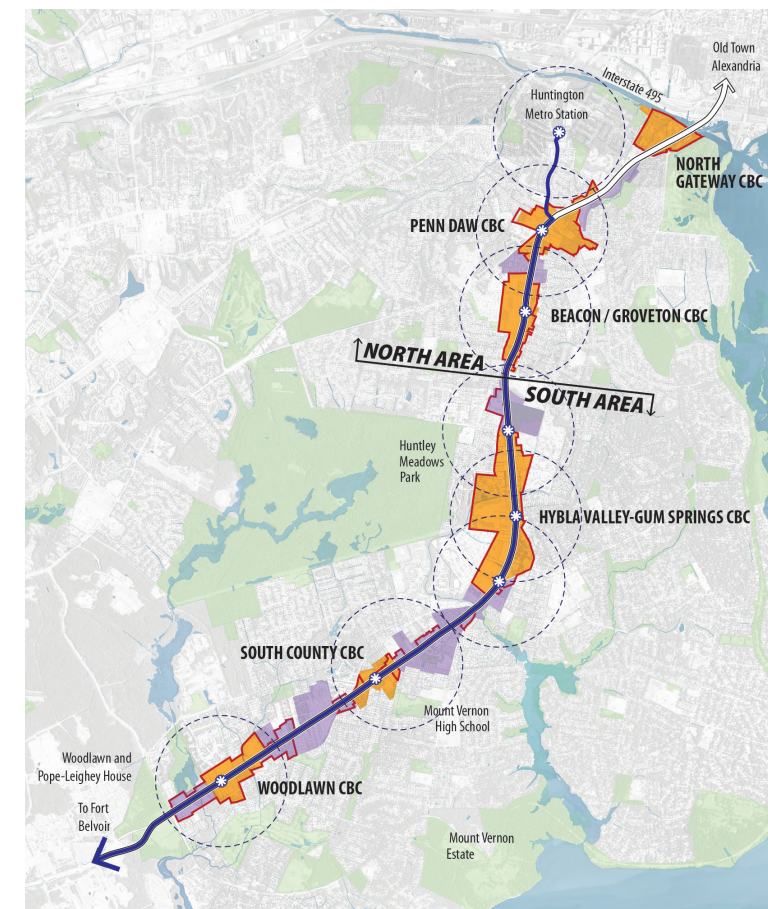 Old Town
Alexandria
Interstate 495
Huntington
Metro Station
NORTH
GATEWAY CBC
PENN DAW CBC
BEACON / GROVETON CBC
NORTH AREA
SOUTH AREA
Huntley
Meadows
Park
HYBLA VALLEY-GUM SPRINGS CBC
SOUTH COUNTY CBC
Mount Vernon
High School
Woodlawn and
Pope-Leighey House
WOODLAWN CBC
To Fort
Belvoir
Mount Vernon
Estate